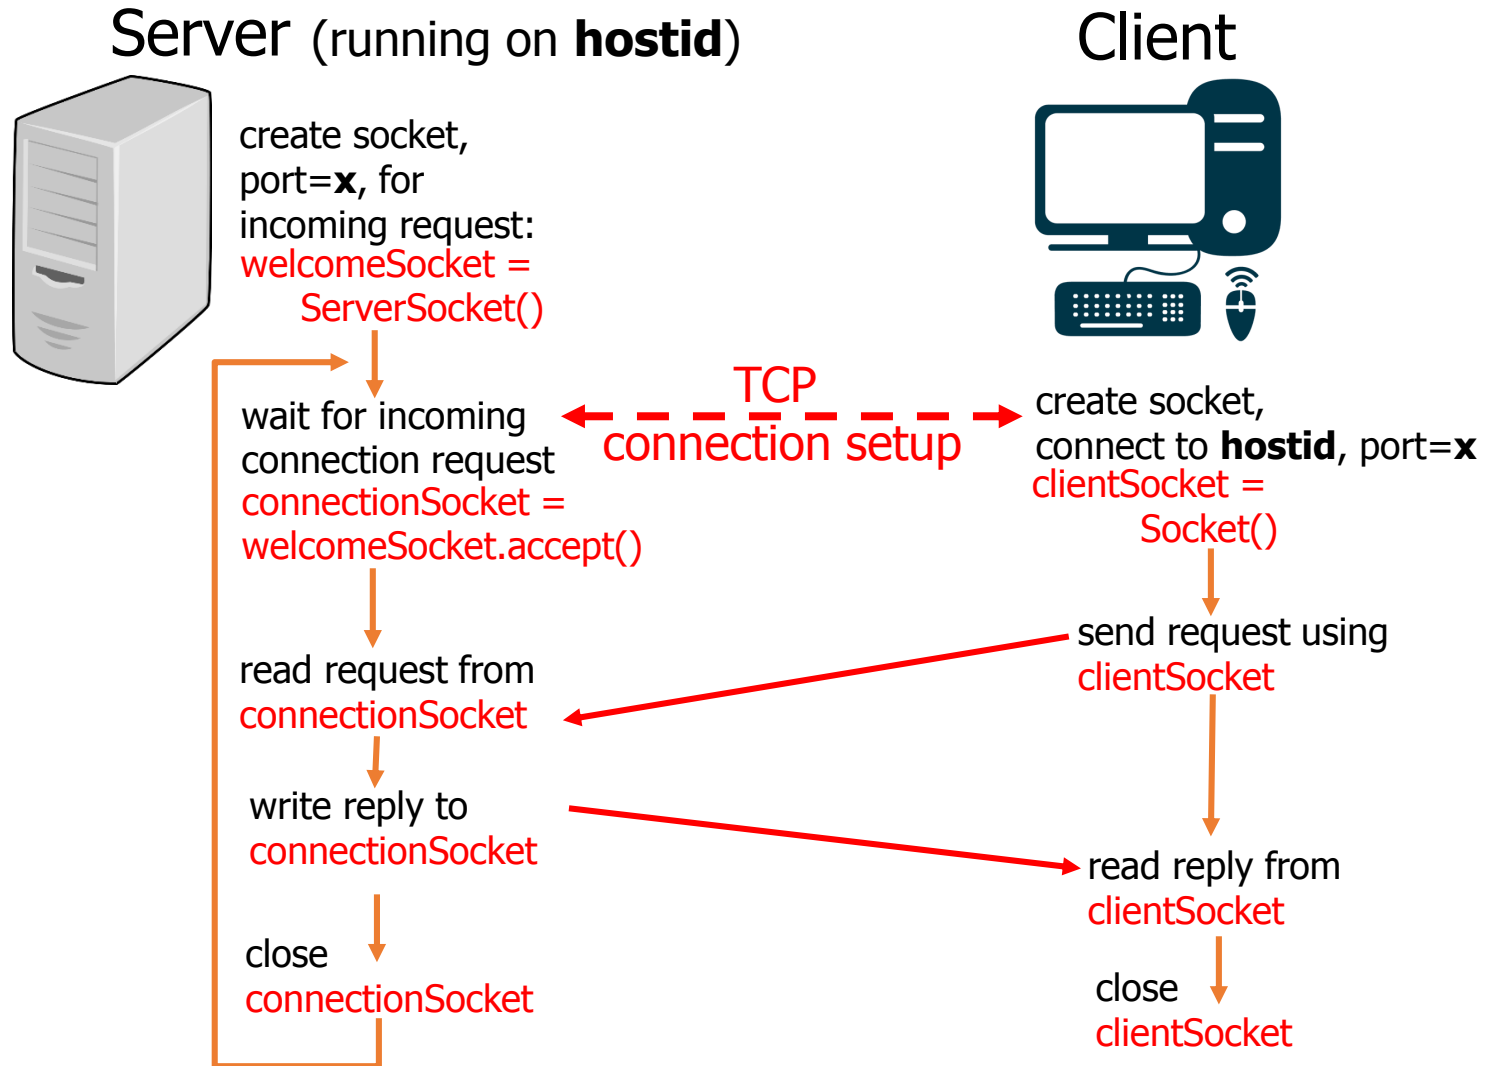 Server (running on hostid)
Client
create socket,
port=x, for
incoming request:
welcomeSocket =
ServerSocket()
wait for incoming
connection request
connectionSocket =
welcomeSocket.accept()
TCP
connection setup
create socket,
connect to hostid, port=x
clientSocket =
Socket()
send request using
clientSocket
read request from
connectionSocket
write reply to
connectionSocket
read reply from
clientSocket
close
connectionSocket
close
clientSocket